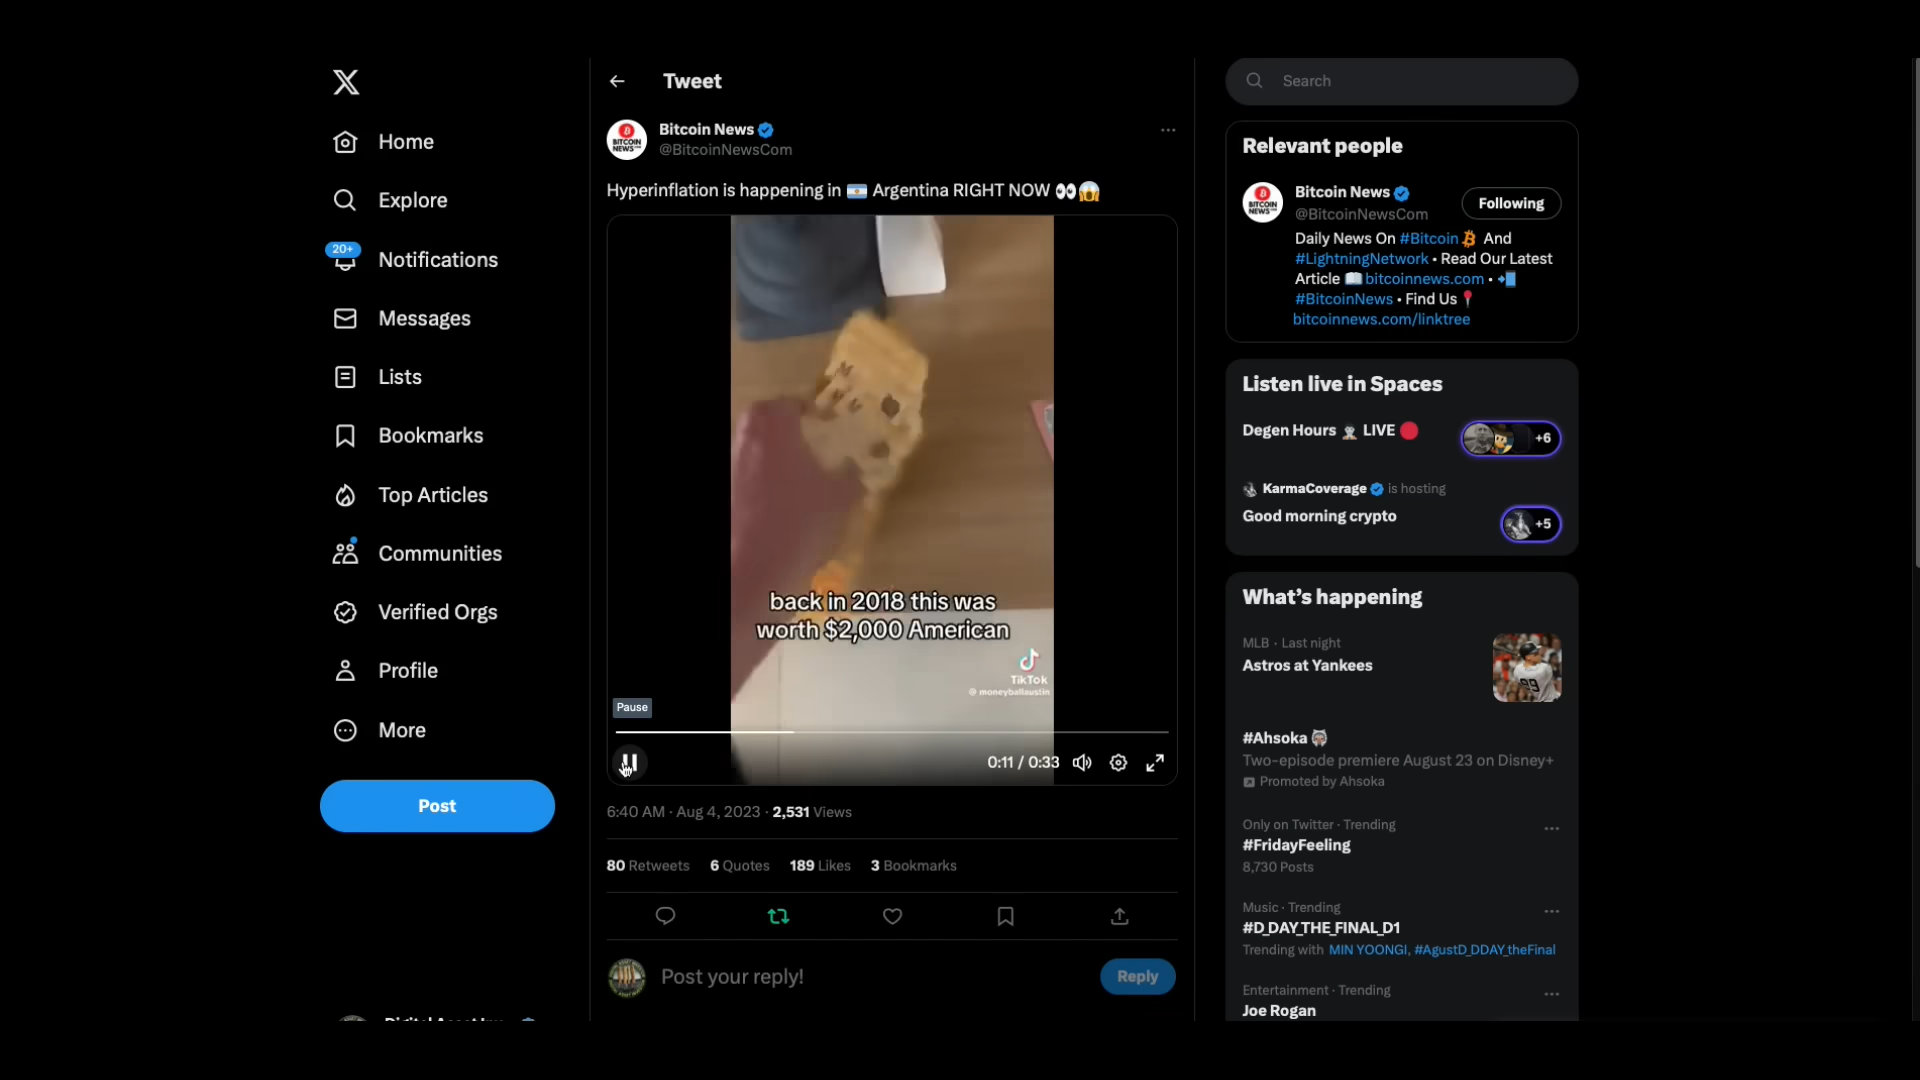 Home
Explore
20+
Notifications
Messages
Lists
Bookmarks
Top Articles
Communities
Verified Orgs
Profile
More
Post
Tweet
BITCOIN
NEWS
Bitcoin News
@BitcoinNewsCom
Hyperinflation is happening in 🇦🇷 Argentina RIGHT NOW 👀😱
back in 2018 this was
worth $2,000 American
TikTok
@ moneyballaustin
Pause
0:11 / 0:33
6:40 AM · Aug 4, 2023 · 2,531 Views
80 Retweets 6 Quotes 189 Likes 3 Bookmarks
Post your reply!
Reply
Search
Relevant people
BITCOIN
NEWS
Bitcoin News
@BitcoinNewsCom
Following
Daily News On #Bitcoin And
#LightningNetwork • Read Our Latest
Article 📖 bitcoinnews.com • 📲
#BitcoinNews • Find Us 📍
bitcoinnews.com/linktree
Listen live in Spaces
Degen Hours LIVE 🔴
+6
KarmaCoverage is hosting
Good morning crypto
+5
What's happening
MLB · Last night
Astros at Yankees
99
#Ahsoka
Two-episode premiere August 23 on Disney+
Promoted by Ahsoka
Only on Twitter · Trending
#FridayFeeling
8,730 Posts
Music · Trending
#D_DAY_THE_FINAL_D1
Trending with MIN YOONGI, #AgustD_DDAY_theFinal
Entertainment · Trending
Joe Rogan